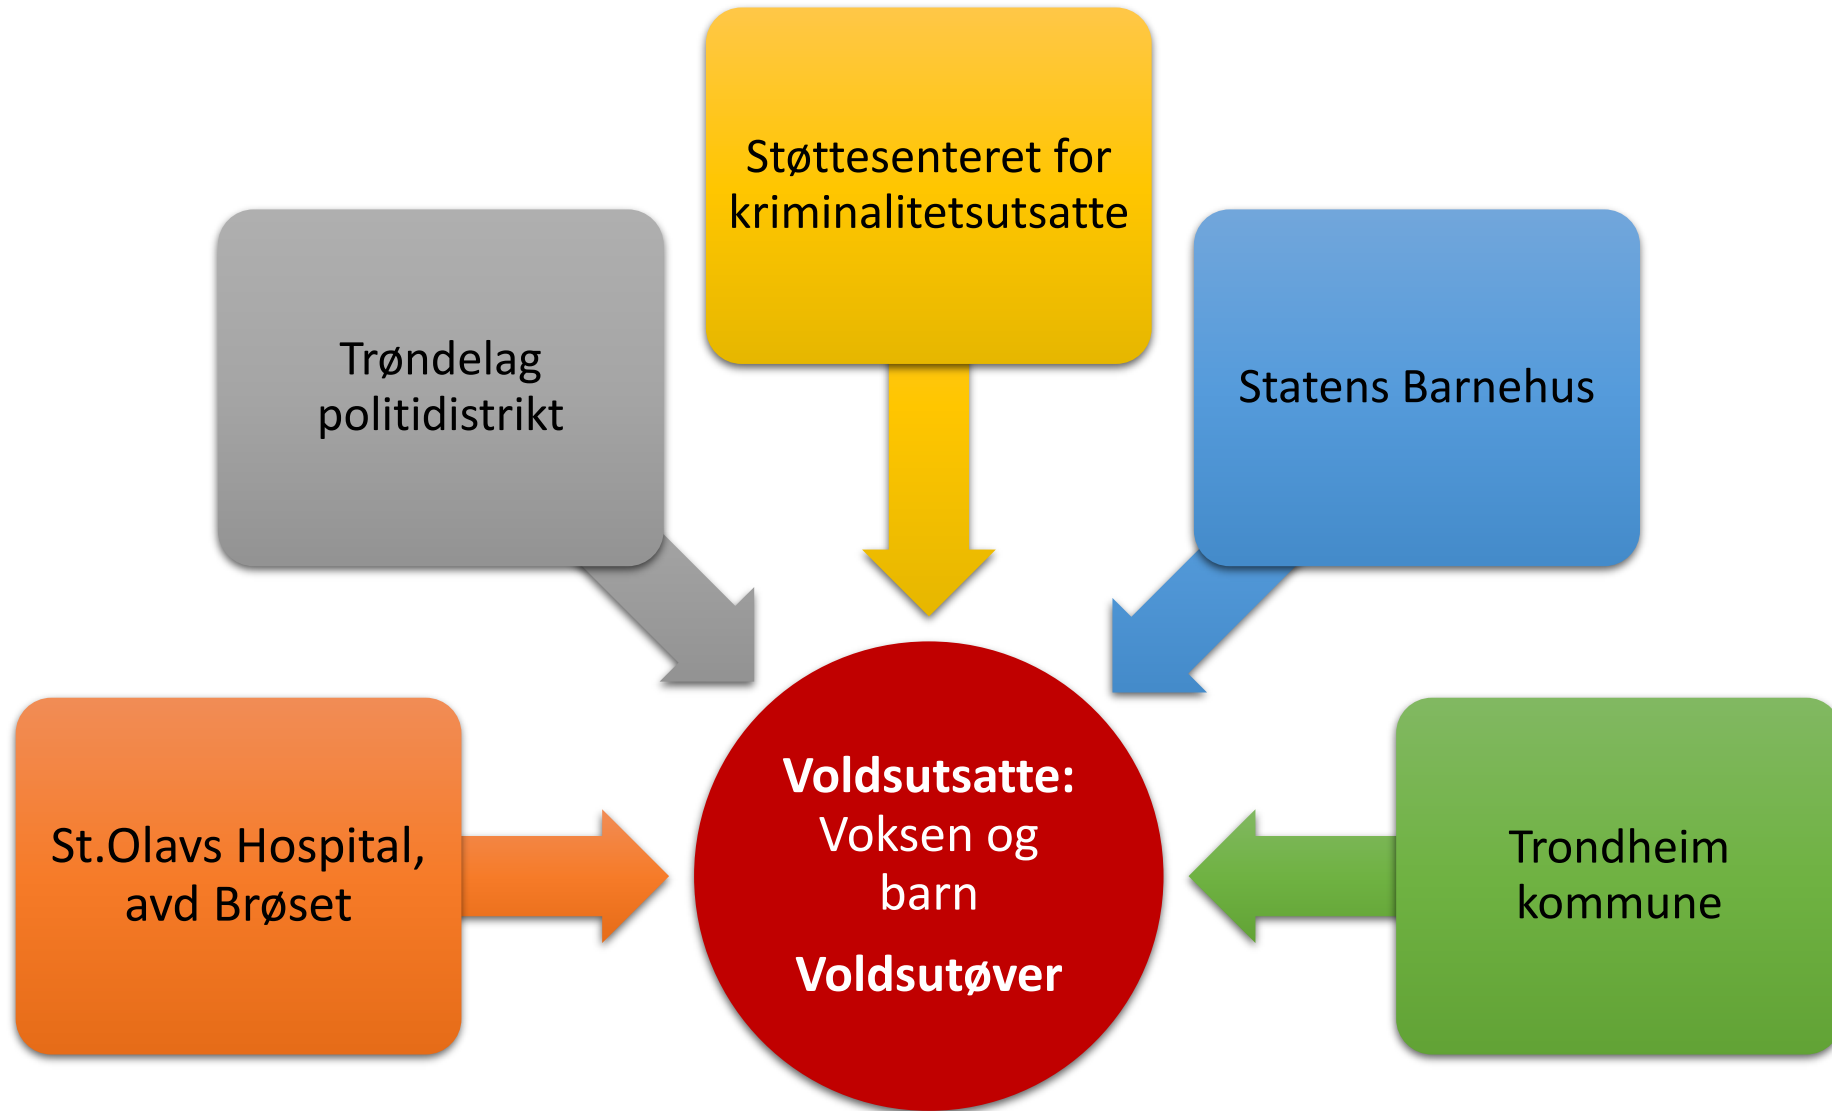 Støttesenteret for
kriminalitetsutsatte
Trøndelag
politidistrikt
Statens Barnehus
St.Olavs Hospital,
avd Brøset
Voldsutsatte:
Voksen og
barn
Voldsutøver
Trondheim
kommune